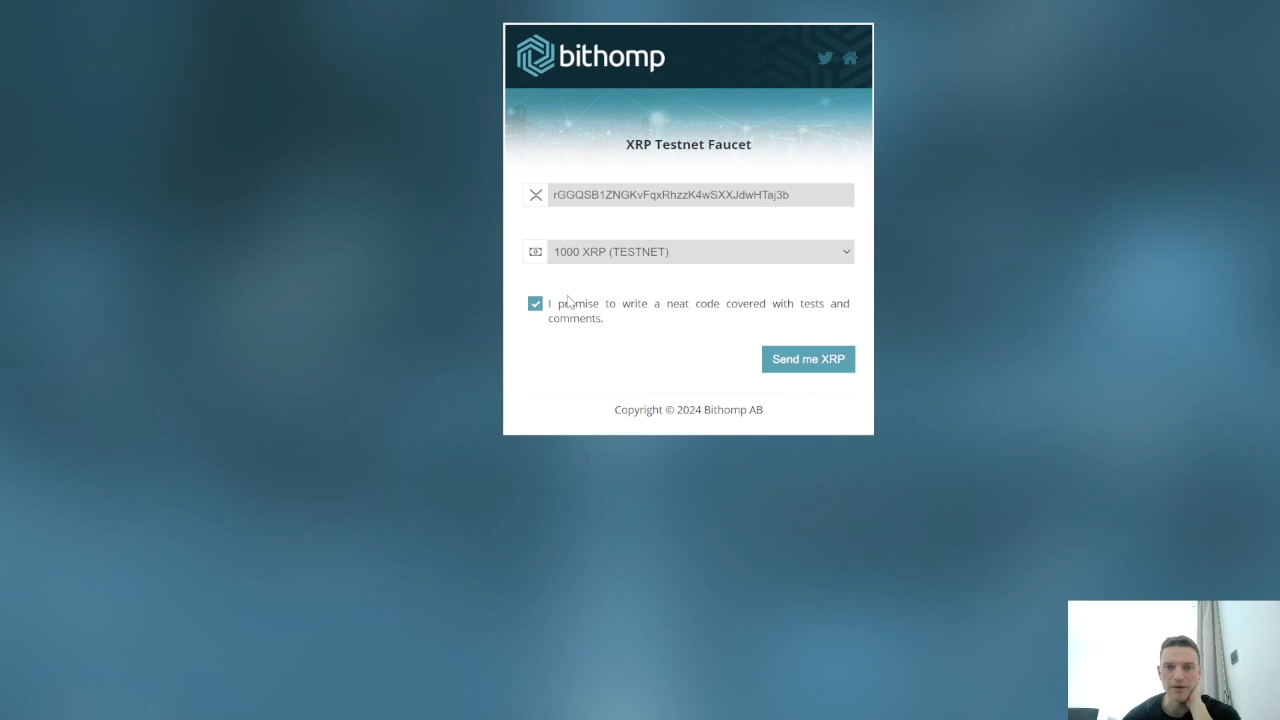 bithomp
XRP Testnet Faucet
rGGQSB1ZNGKvFqxRhzzK4wSXXJdwHTaj3b
1000 XRP (TESTNET)
I promise to write a neat code covered with tests and
comments.
Send me XRP
Copyright © 2024 Bithomp AB